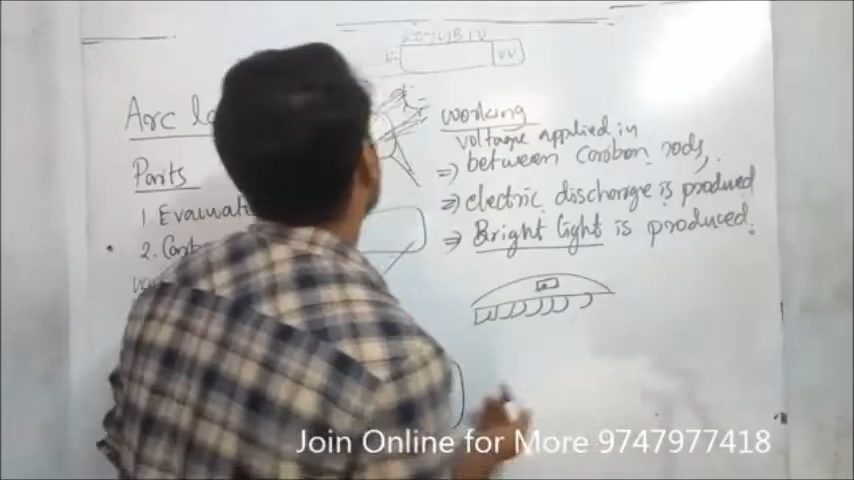 Arc la
Parts
1. Evauvate
2. Carb
working
voltage applied in
=> between Carbon rods,
=> electric discharge is produced
=> Bright light is produced.
Join Online for More 9747977418